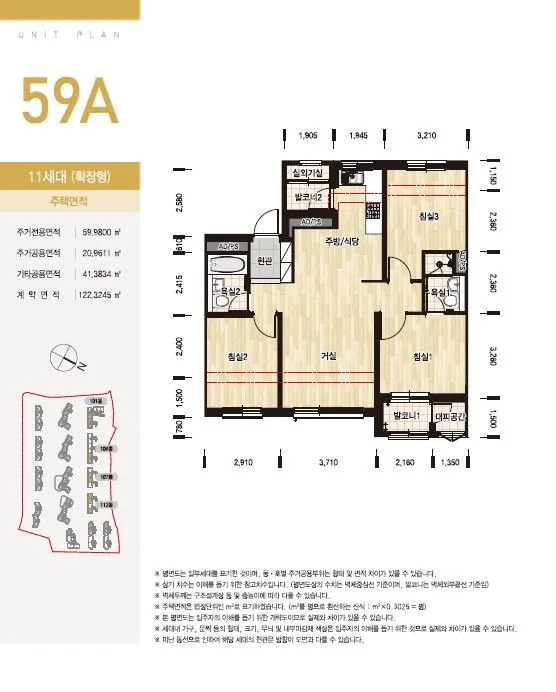 UNIT PLAN
59A
11세대 (확장형)
주택면적
주거전용면적 59.9800 ㎡
주거공용면적 20.9611 ㎡
기타공용면적 41.3834 ㎡
계 약 면 적 122.3245 ㎡
N
101동
106동
107동
112동
1,905 1,945 3,210
2,580
610
2,415
2,400
1,500
780
1,150
2,360
2,360
3,260
1,500
실외기실
발코니2
AD/PS
침실3
주방/식당
AD/PS
현관
욕실2
AD/PS
욕실1
침실2
거실
침실1
발코니1
대피공간
2,910 3,710 2,160 1,350
※ 평면도는 일부세대를 표기한 것이며, 동·호별 주거공용부위는 형태 및 면적 차이가 있을 수 있습니다.
※ 상기 치수는 이해를 돕기 위한 참고치수입니다. (평면도상의 수치는 벽체중심선 기준이며, 발코니는 벽체외부끝선 기준임)
※ 벽체두께는 구조설계상 동 및 층높이에 따라 다를 수 있습니다.
※ 주택면적은 법정단위인 ㎡로 표기하였습니다. (㎡를 평으로 환산하는 산식 : ㎡×0.3025 = 평)
※ 본 평면도는 입주자의 이해를 돕기 위한 개략도이므로 실제와 차이가 있을 수 있습니다.
※ 세대내 가구, 문짝 등의 형태, 크기, 무늬 및 내부마감재 색상은 입주자의 이해를 돕기 위한 것으로 실제와 차이가 있을 수 있습니다.
※ 피난 동선으로 인하여 해당 세대의 현관문 방향이 도면과 다를 수 있습니다.